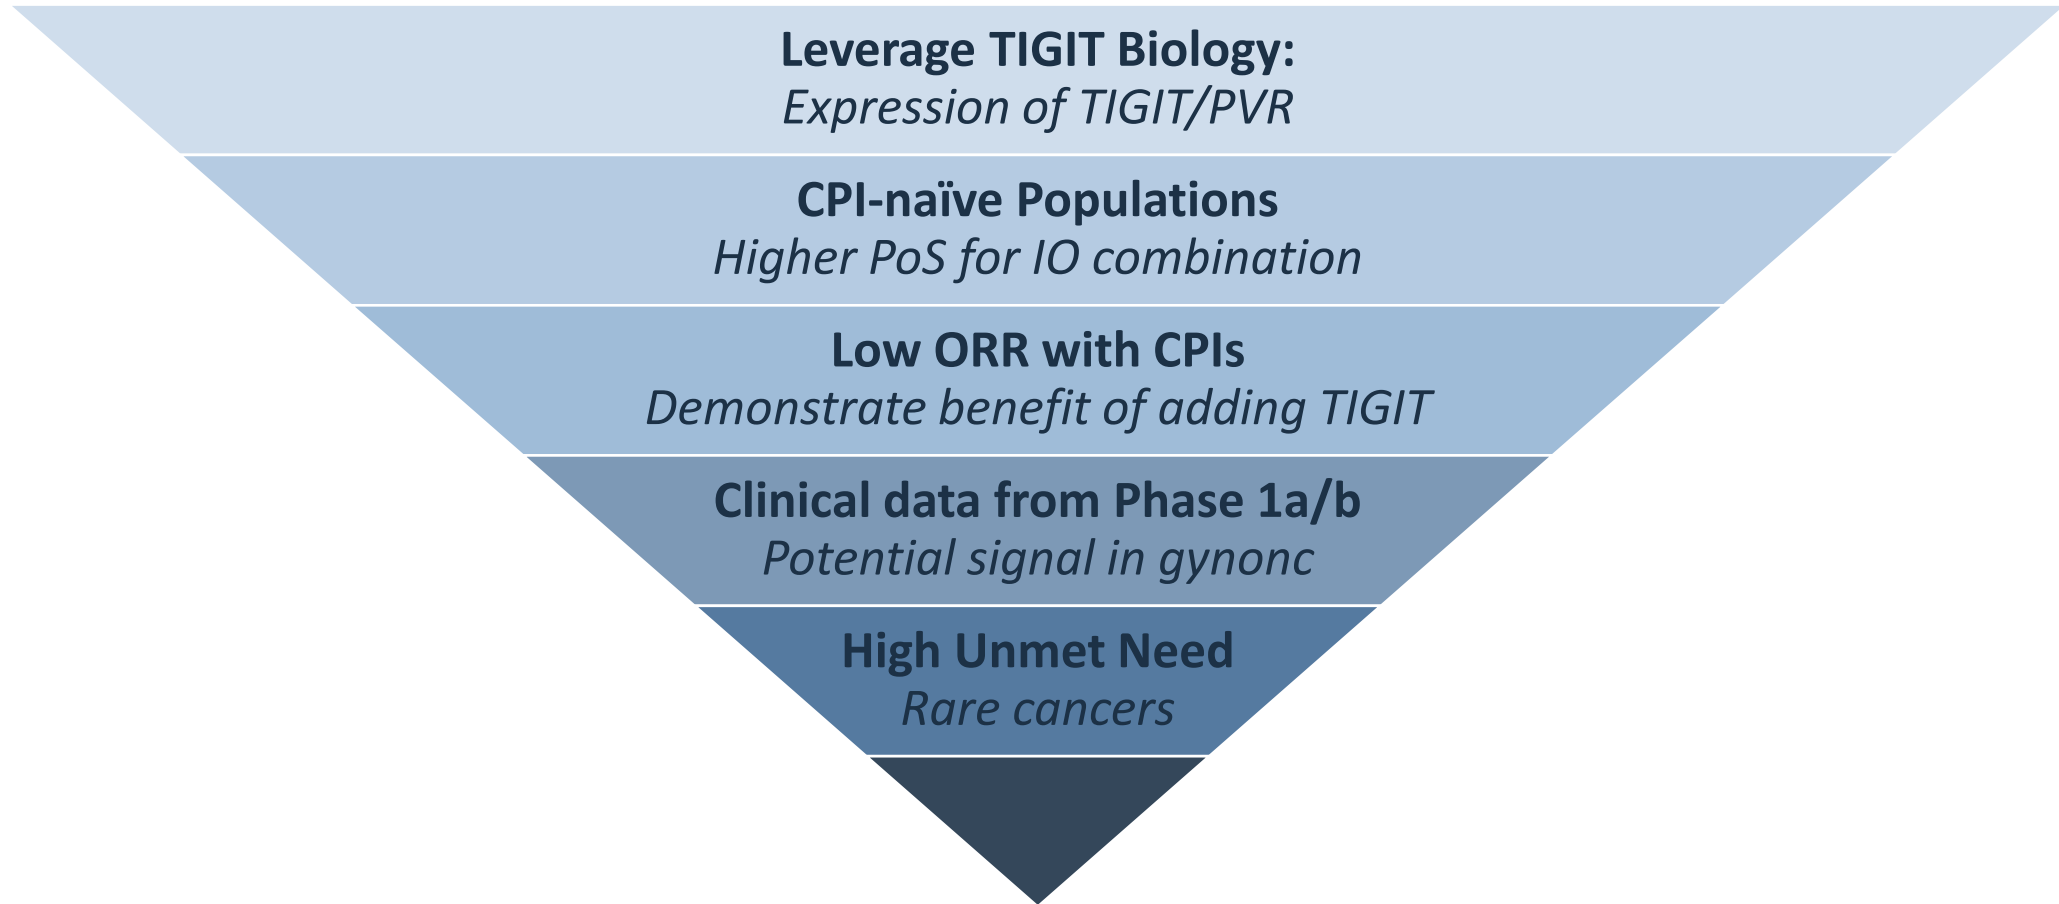 Leverage TIGIT Biology:
Expression of TIGIT/PVR
CPI-naïve Populations
Higher PoS for IO combination
Low ORR with CPIs
Demonstrate benefit of adding TIGIT
Clinical data from Phase 1a/b
Potential signal in gynonc
High Unmet Need
Rare cancers